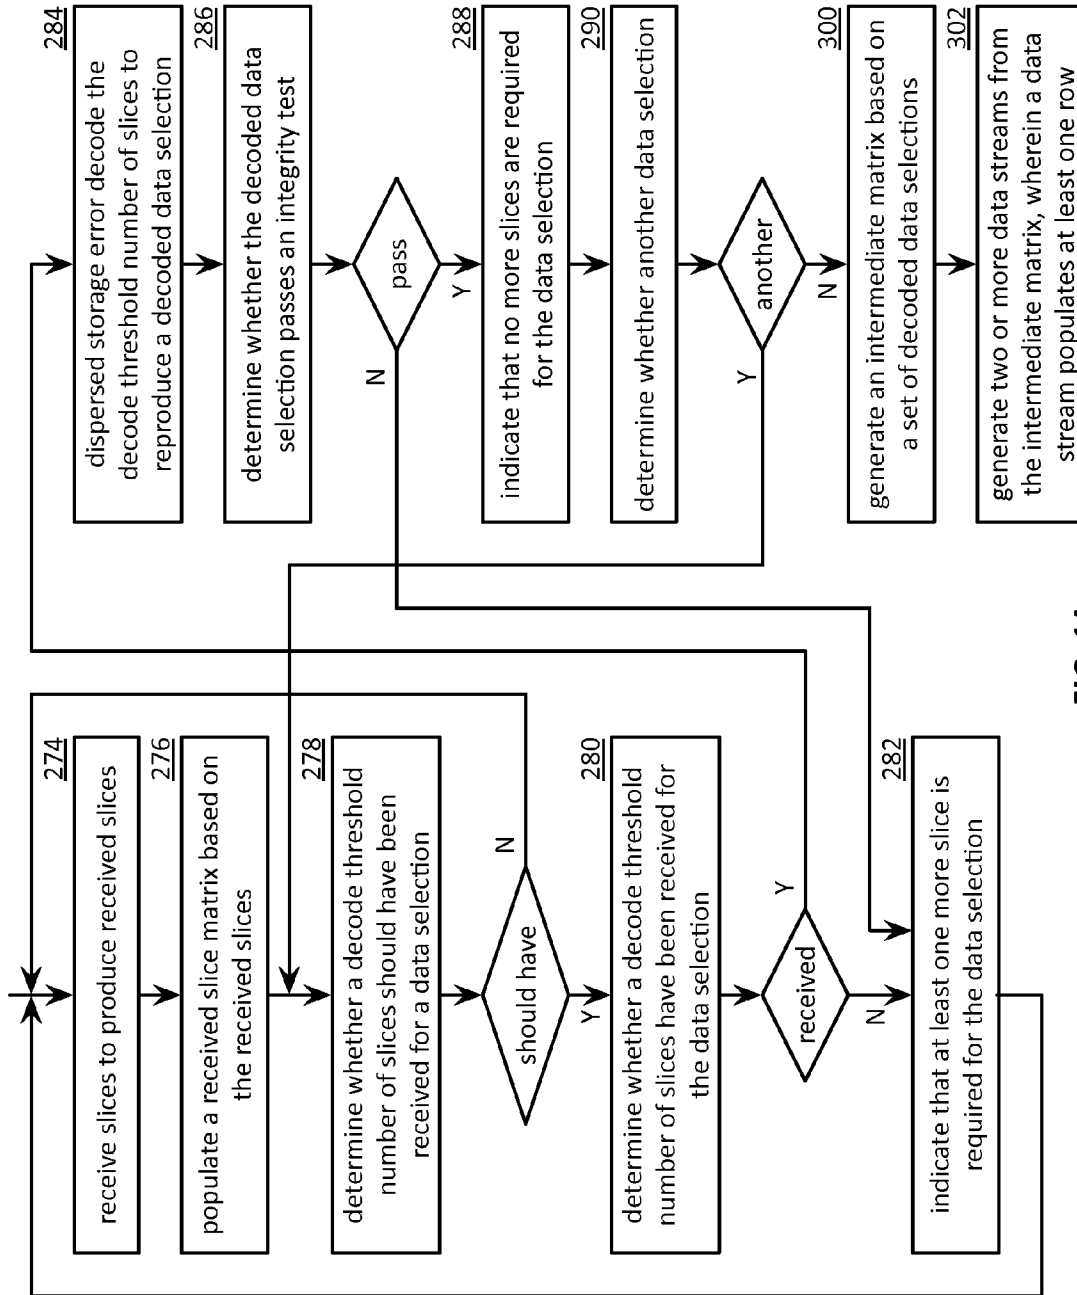 274
receive slices to produce received slices
276
populate a received slice matrix based on
the received slices
278
determine whether a decode threshold
number of slices should have been
received for a data selection
should have
N
Y
280
determine whether a decode threshold
number of slices have been received for
the data selection
received
Y
N
282
indicate that at least one more slice is
required for the data selection
284
dispersed storage error decode the
decode threshold number of slices to
reproduce a decoded data selection
286
determine whether the decoded data
selection passes an integrity test
pass
N
Y
288
indicate that no more slices are required
for the data selection
290
determine whether another data selection
another
Y
N
300
generate an intermediate matrix based on
a set of decoded data selections
302
generate two or more data streams from
the intermediate matrix, wherein a data
stream populates at least one row